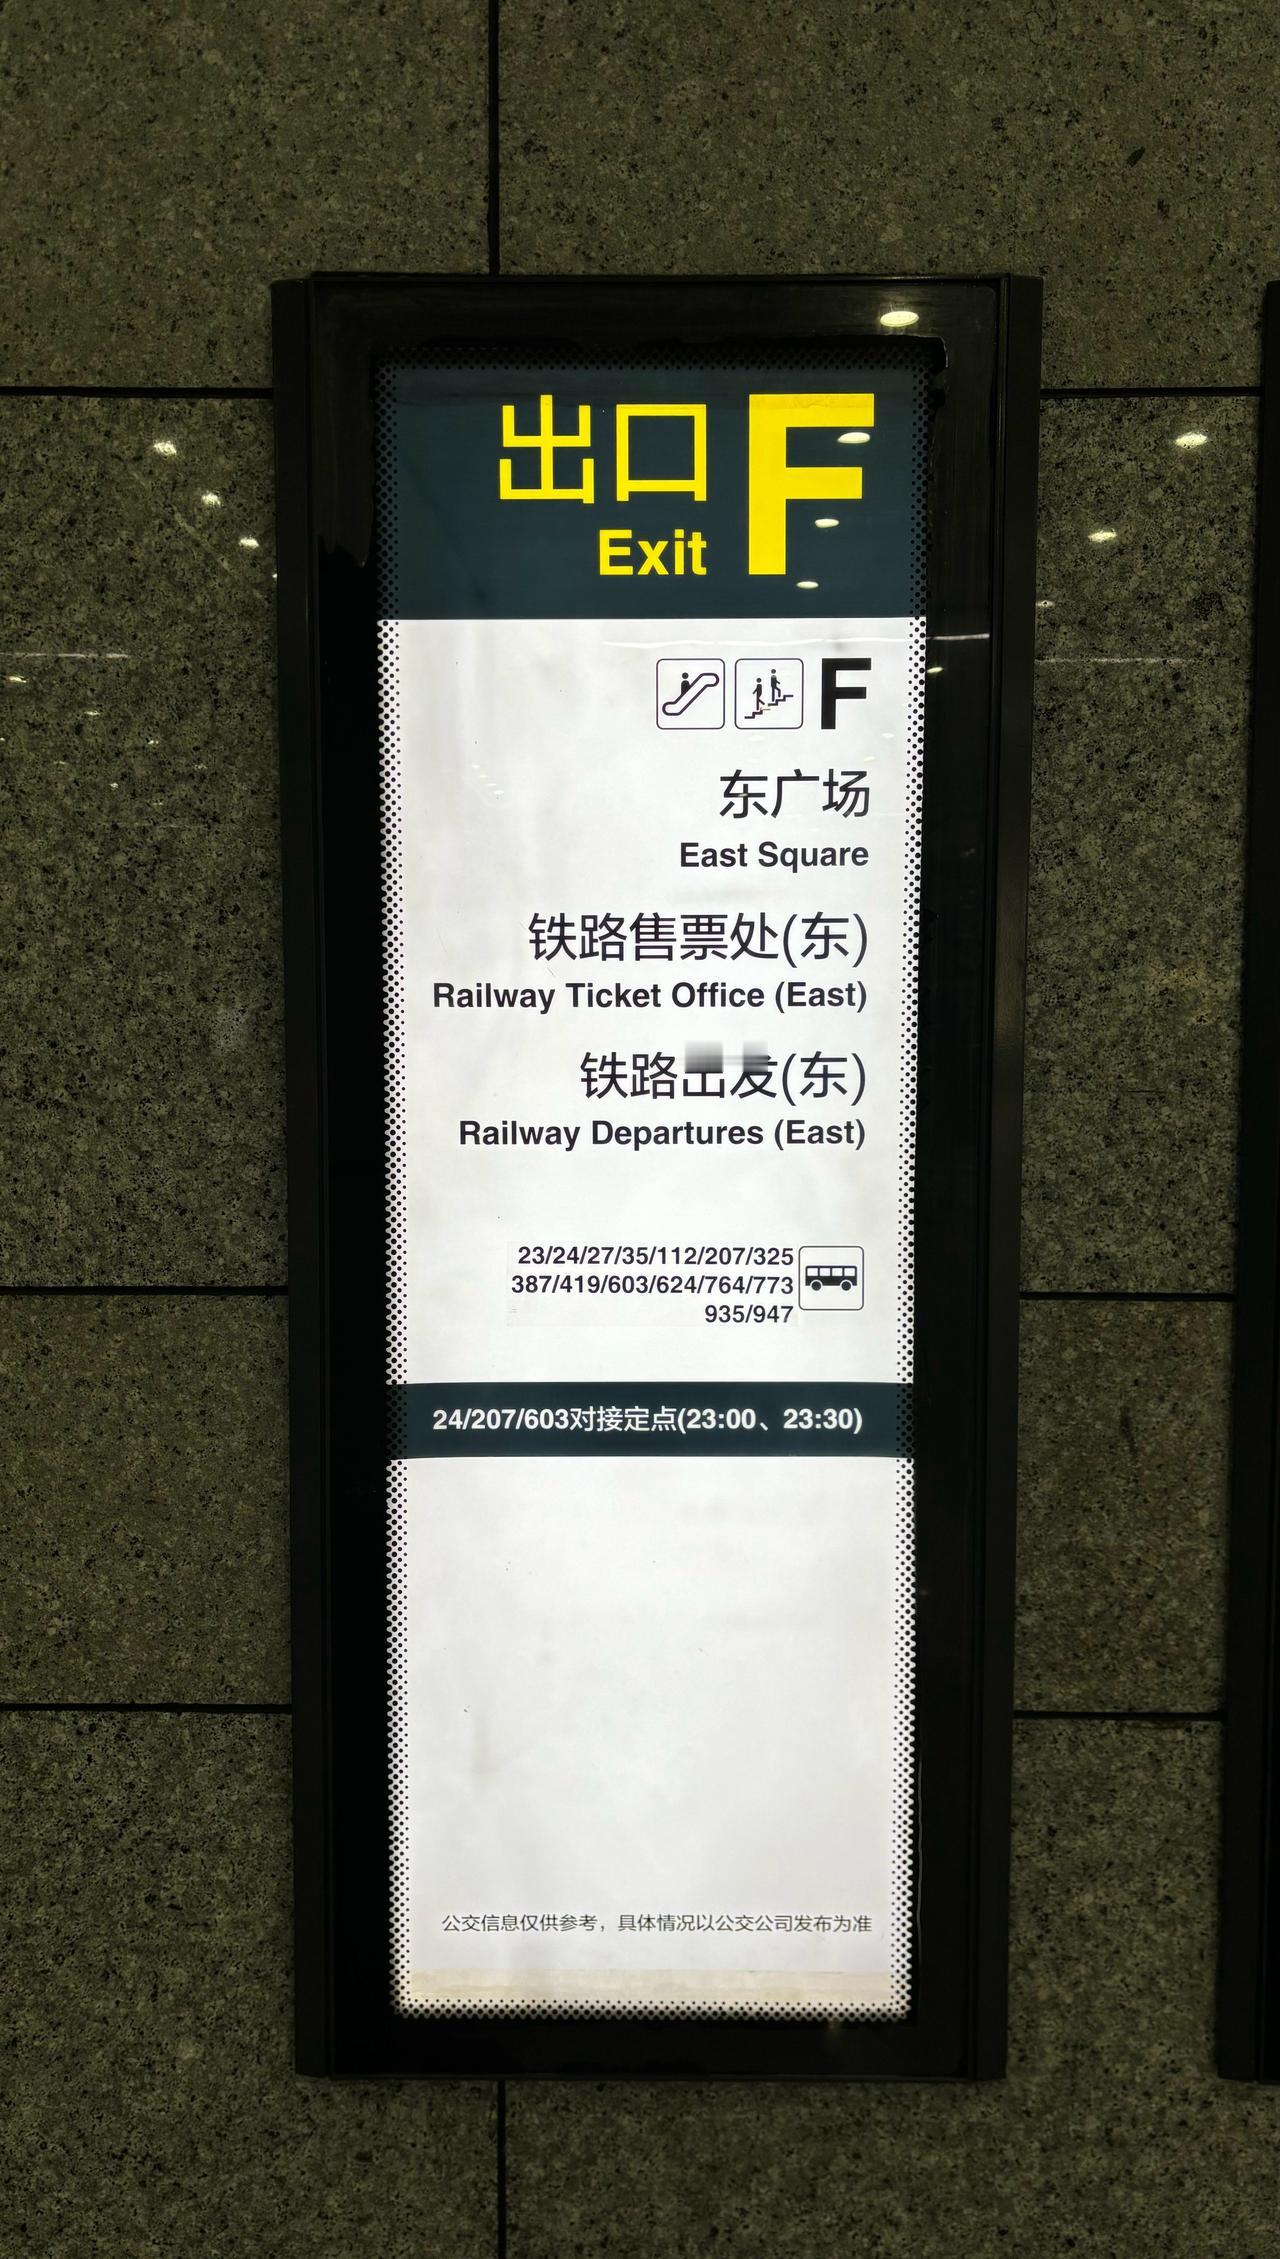 出口 F
Exit
F
东广场
East Square
铁路售票处(东)
Railway Ticket Office (East)
铁路出发(东)
Railway Departures (East)
23/24/27/35/112/207/325
387/419/603/624/764/773
935/947
24/207/603对接定点(23:00、23:30)
公交信息仅供参考，具体情况以公交公司发布为准